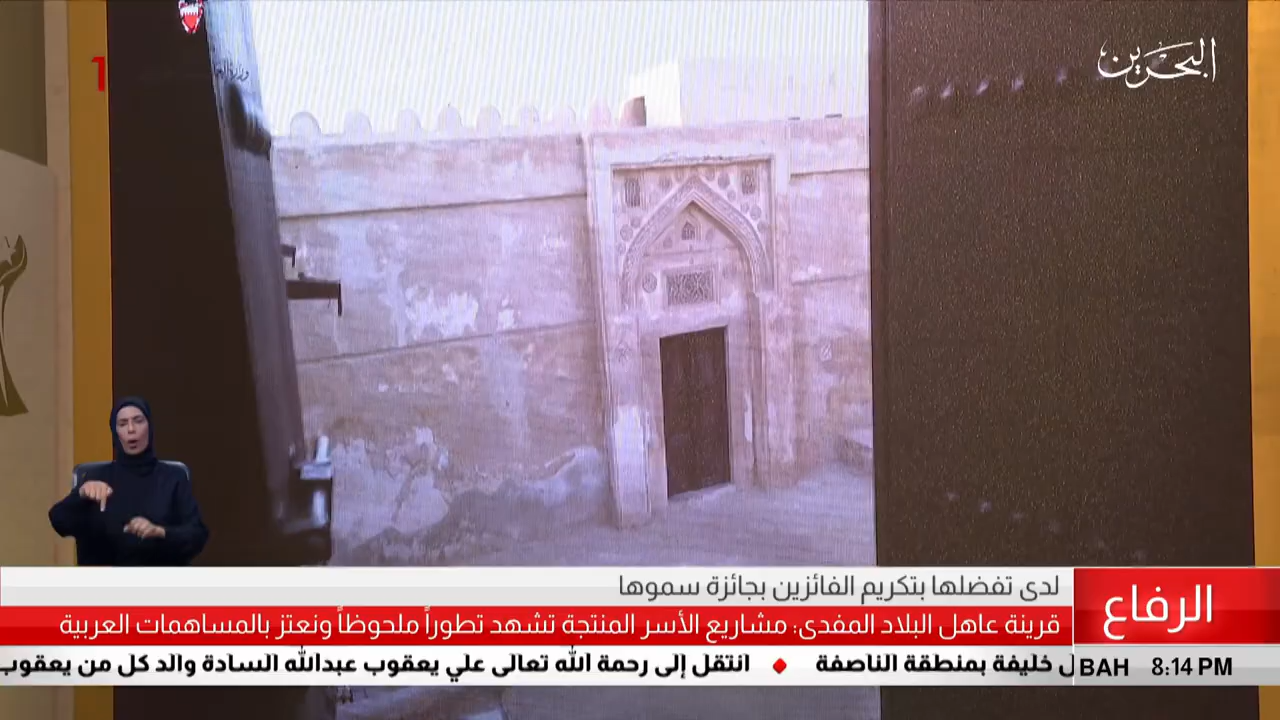 البحرين
1
لدى تفضلها بتكريم الفائزين بجائزة سموها
الرفاع
قرينة عاهل البلاد المفدى: مشاريع الأسر المنتجة تشهد تطوراً ملحوظاً ونعتز بالمساهمات العربية
ل خليفة بمنطقة الناصفة ♦ انتقل إلى رحمة الله تعالى علي يعقوب عبدالله السادة والد كل من يعقوب
BAH 8:14 PM